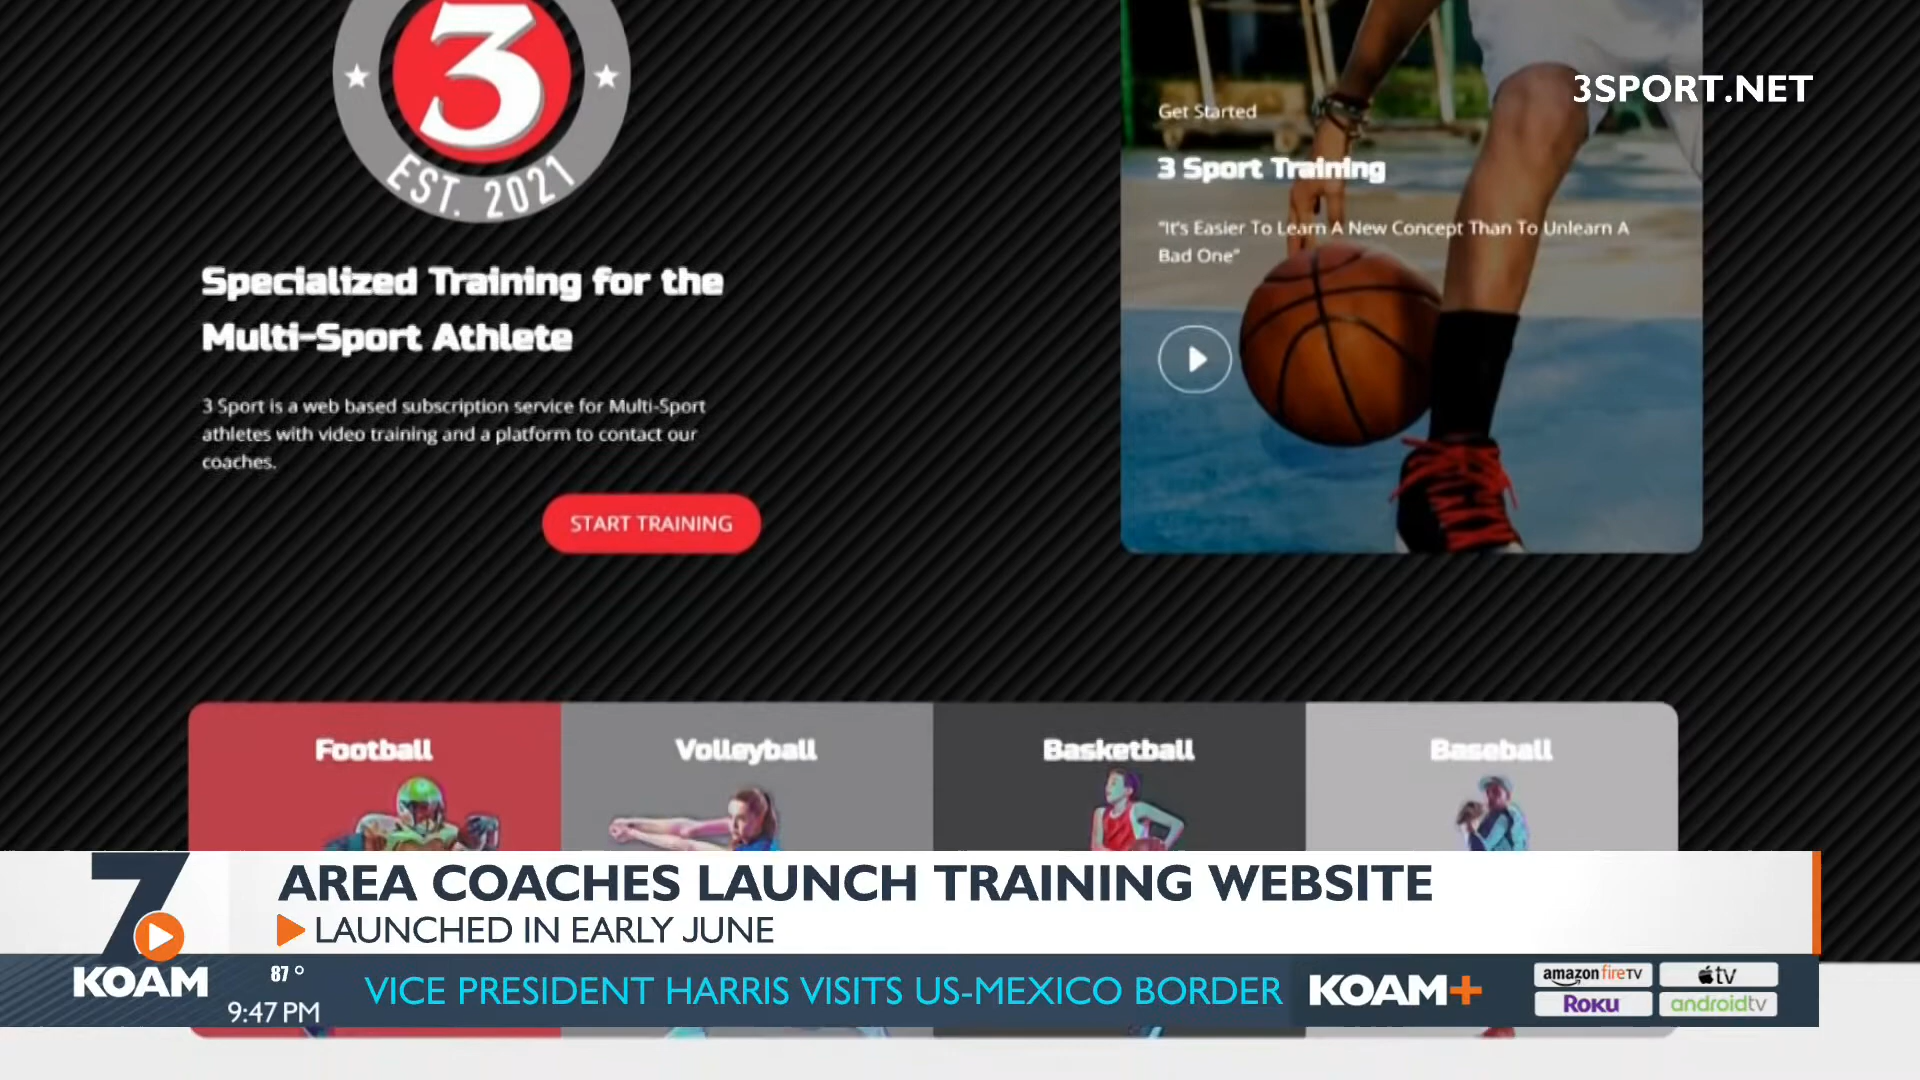 3SPORT.NET
3
EST. 2021
Get Started
3 Sport Training
"It's Easier To Learn A New Concept Than To Unlearn A
Bad One"
Specialized Training for the
Multi-Sport Athlete
3 Sport is a web based subscription service for Multi-Sport
athletes with video training and a platform to contact our
coaches.
START TRAINING
Football
Volleyball
Basketball
Baseball
AREA COACHES LAUNCH TRAINING WEBSITE
LAUNCHED IN EARLY JUNE
7
KOAM
87°
9:47 PM
VICE PRESIDENT HARRIS VISITS US-MEXICO BORDER
KOAM+
amazon fireTV
tv
ROKU
androidtv